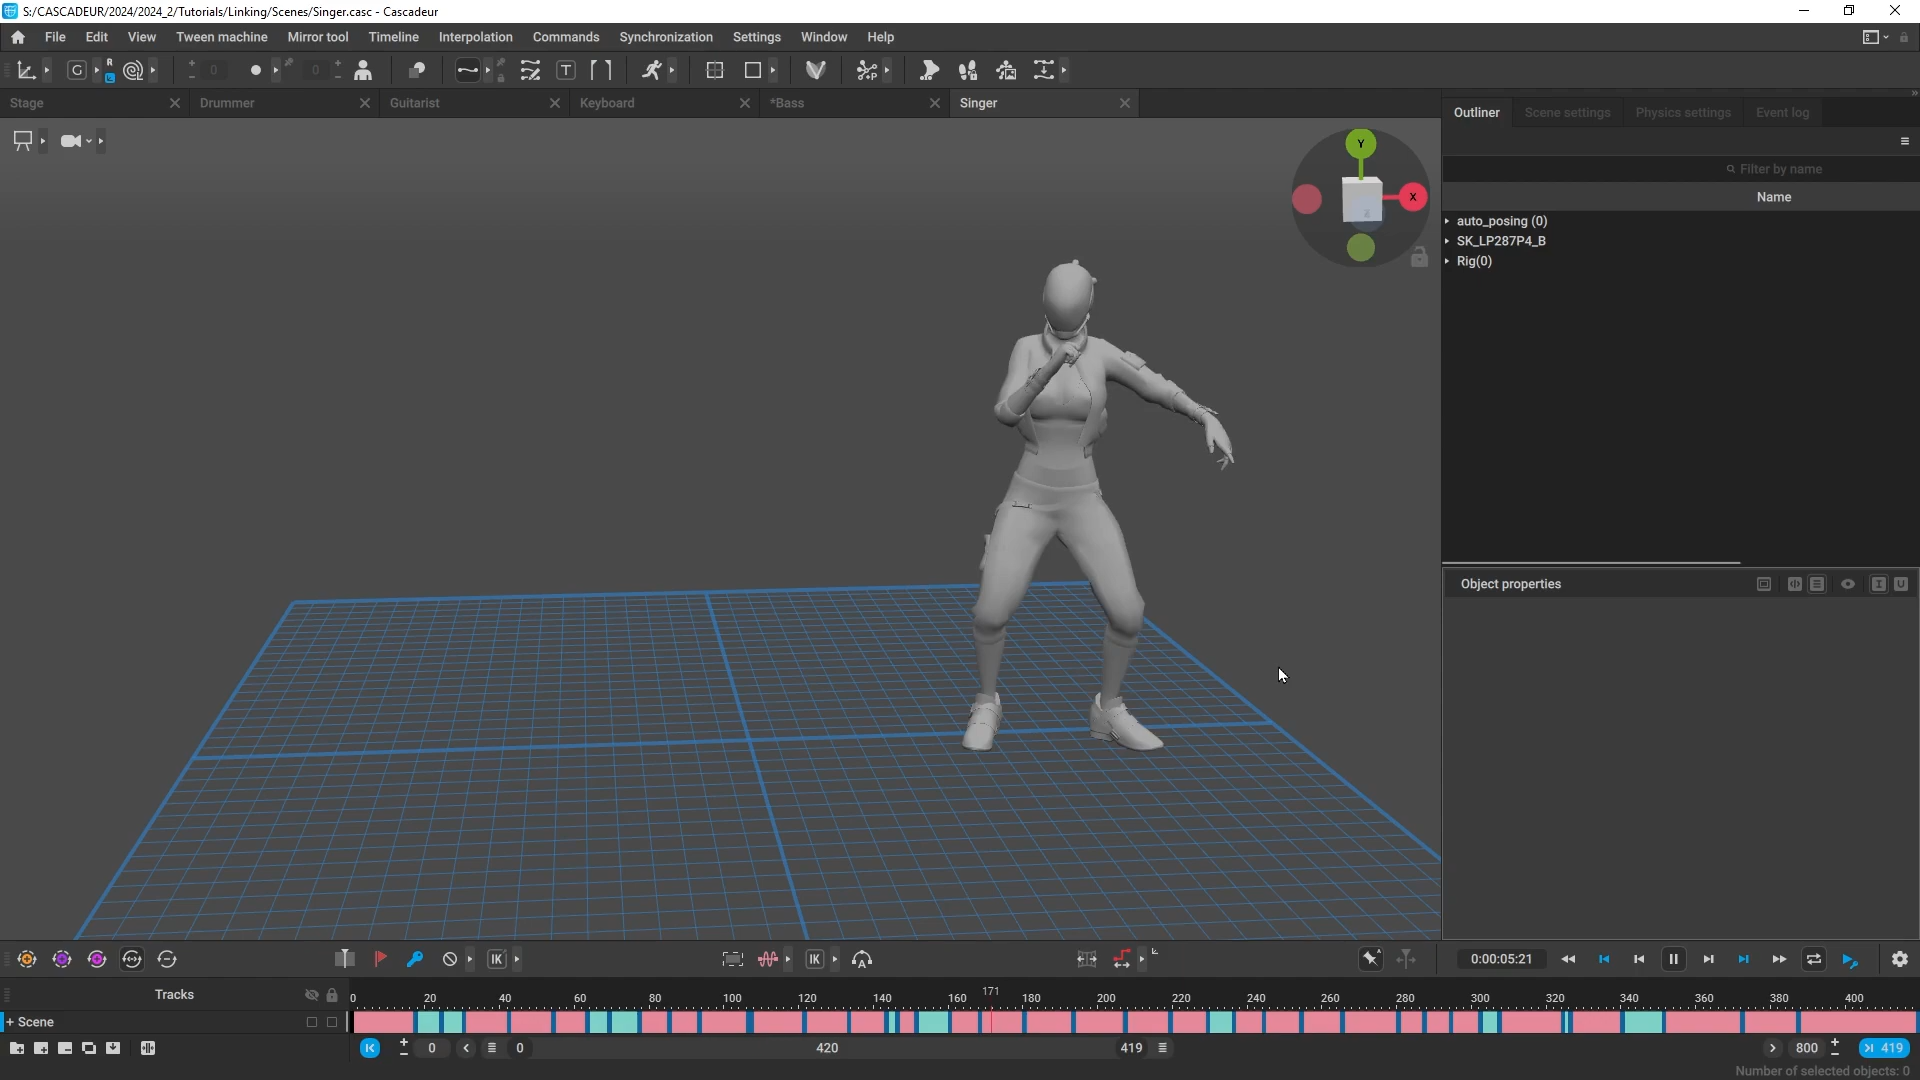 S:/CASCADEUR/2024/2024_2/Tutorials/Linking/Scenes/Singer.casc - Cascadeur
File Edit View Tween machine Mirror tool Timeline Interpolation Commands Synchronization Settings Window Help
G R L 0 0 T P
Stage Drummer Guitarist Keyboard *Bass Singer
Outliner Scene settings Physics settings Event log
Filter by name
Name
auto_posing (0)
SK_LP287P4_B
Rig(0)
Y
X
Z
Object properties
IK IK 0:00:05:21
Tracks
171
0 20 40 60 80 100 120 140 160 180 200 220 240 260 280 300 320 340 360 380 400
+ Scene
0 0 420 419 800 419
Number of selected objects: 0